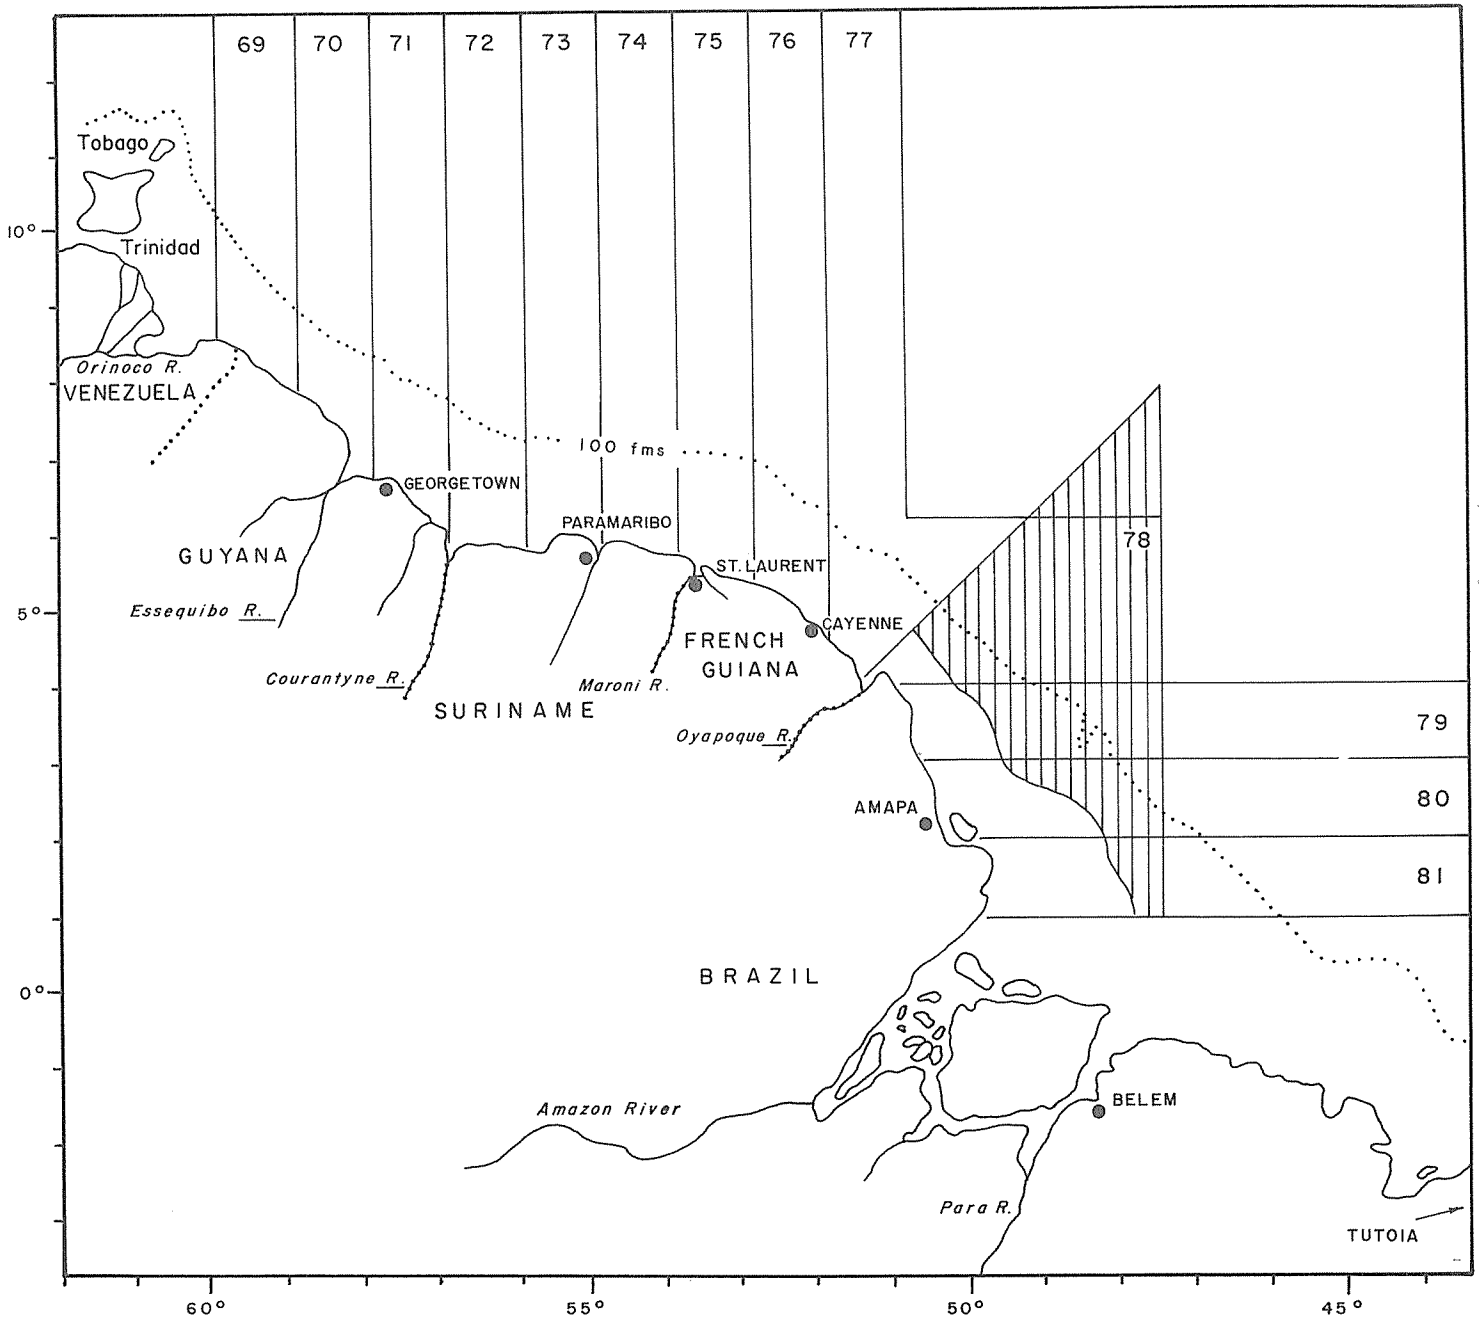 69 70 71 72 73 74 75 76 77
Tobago
10°
Trinidad
Orinoco R.
VENEZUELA
100 fms
GEORGETOWN
PARAMARIBO
78
GUYANA
ST. LAURENT
Essequibo R.
5°
CAYENNE
FRENCH
GUIANA
Courantyne R.
Maroni R.
SURINAME
79
Oyapoque R.
80
AMAPA
81
BRAZIL
0°
BELEM
Amazon River
Para R.
TUTOIA
60° 55° 50° 45°